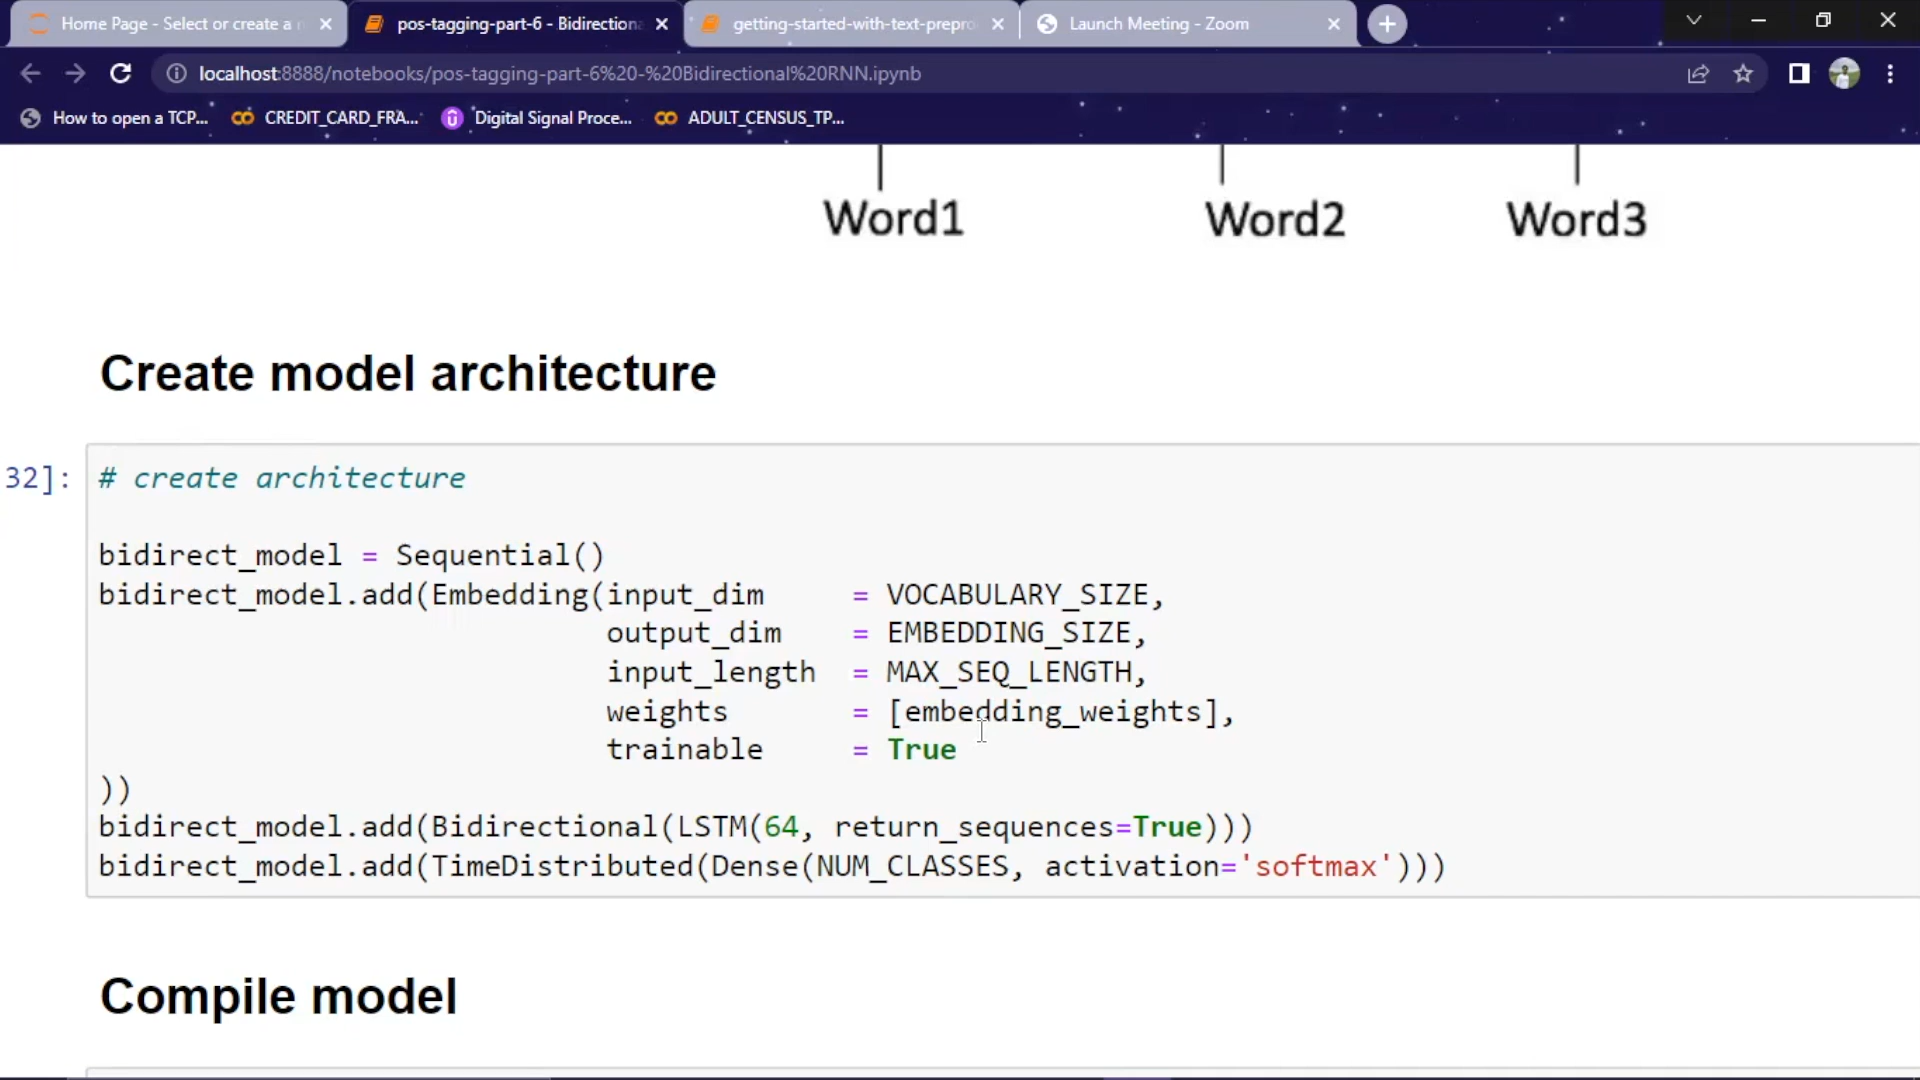 Home Page - Select or create a n
pos-tagging-part-6 - Bidirectiona
getting-started-with-text-prepro
Launch Meeting - Zoom
localhost:8888/notebooks/pos-tagging-part-6%20-%20Bidirectional%20RNN.ipynb
How to open a TCP... CREDIT_CARD_FRA... Digital Signal Proce... ADULT_CENSUS_TP...
Word1 Word2 Word3
Create model architecture
32]: # create architecture
bidirect_model = Sequential()
bidirect_model.add(Embedding(input_dim = VOCABULARY_SIZE,
output_dim = EMBEDDING_SIZE,
input_length = MAX_SEQ_LENGTH,
weights = [embedding_weights],
trainable = True
))
bidirect_model.add(Bidirectional(LSTM(64, return_sequences=True)))
bidirect_model.add(TimeDistributed(Dense(NUM_CLASSES, activation='softmax')))
Compile model